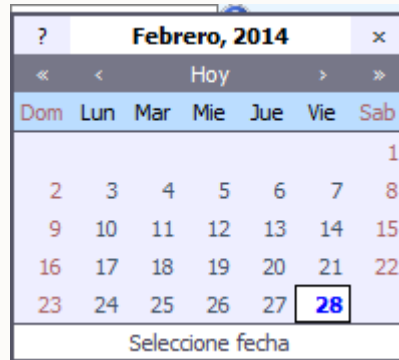 ? Febrero, 2014 ×
« ‹ Hoy › »
Dom Lun Mar Mie Jue Vie Sab
1
2 3 4 5 6 7 8
9 10 11 12 13 14 15
16 17 18 19 20 21 22
23 24 25 26 27 28
Seleccione fecha